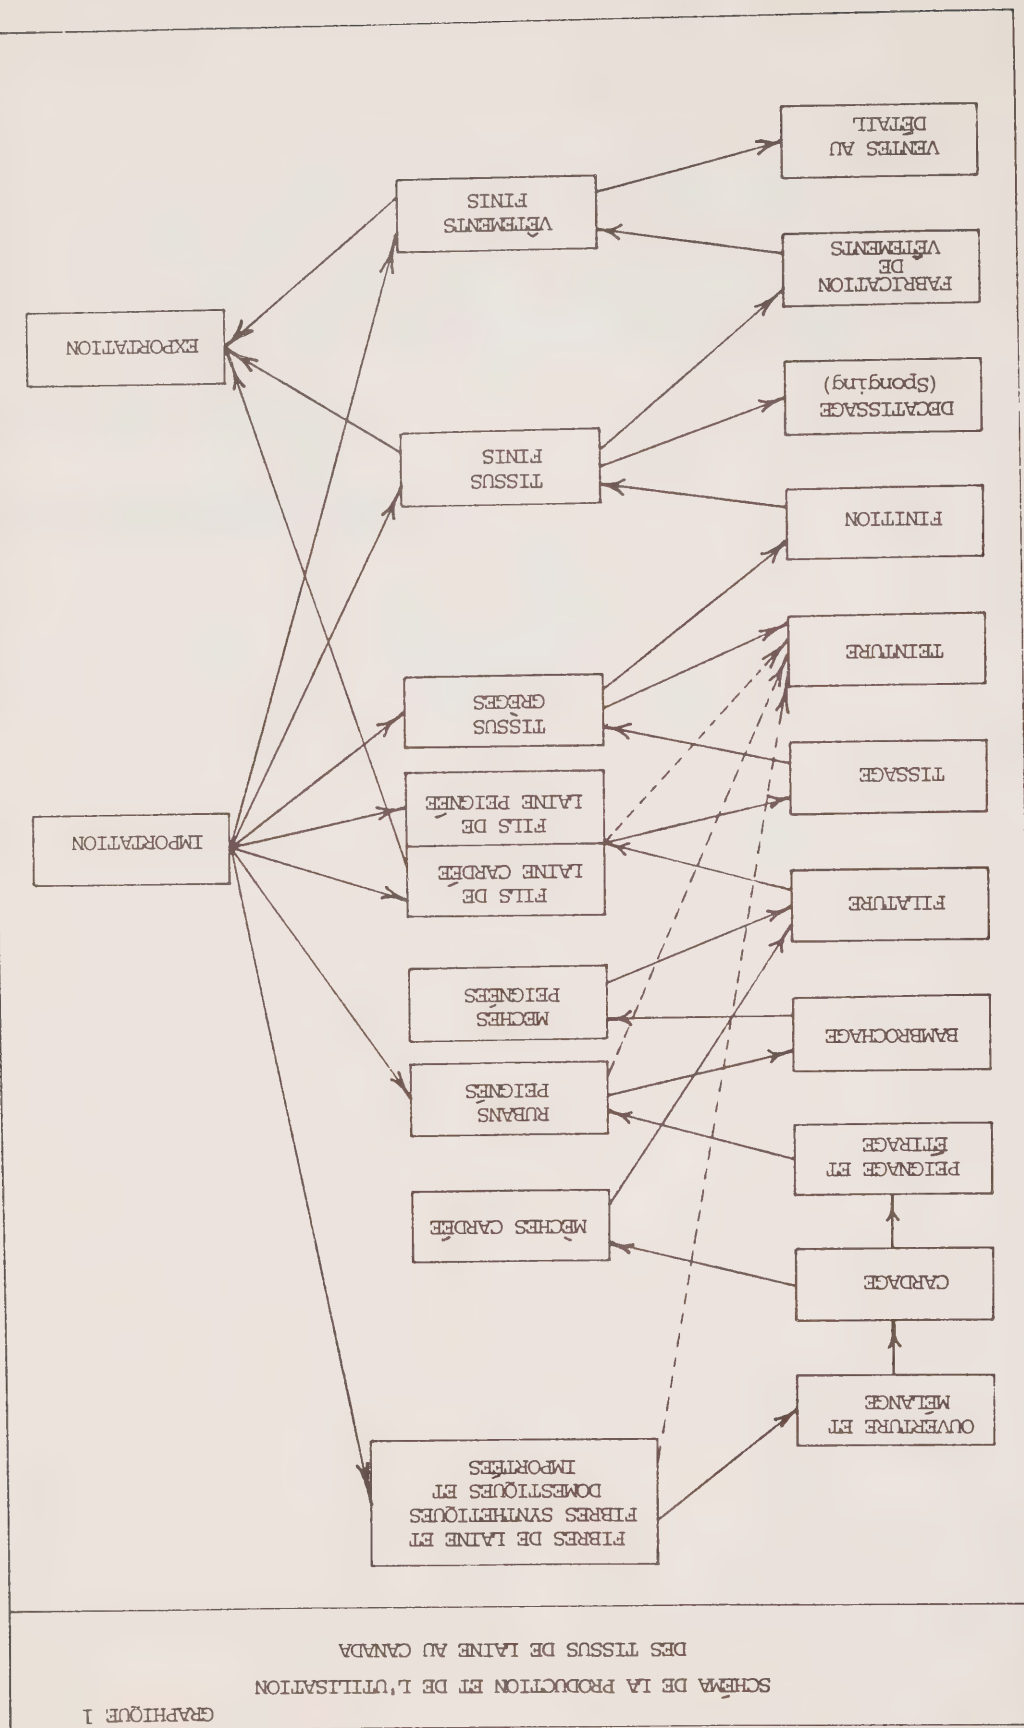 GRAPHIQUE 1
SCHÉMA DE LA PRODUCTION ET DE L'UTILISATION
DES TISSUS DE LAINE AU CANADA
FIBRES DE LAINE ET
FIBRES SYNTHETIQUES
DOMESTIQUES ET
IMPORTÉES
OUVERTURE ET
MÉLANGE
CARDAGE
MÈCHES CARDÉE
PEIGNAGE ET
ÉTIRAGE
RUBANS
PEIGNÉS
BAMBROCHAGE
MÈCHES
PEIGNÉES
FILATURE
FILS DE
LAINE CARDÉE
FILS DE
LAINE PEIGNÉE
IMPORTATION
TISSAGE
TISSUS
GRÈGES
TEINTURE
FINITION
TISSUS
FINIS
DECATISSAGE
(Sponging)
EXPORTATION
FABRICATION
DE
VÊTEMENTS
VÊTEMENTS
FINIS
VENTES AU
DÉTAIL